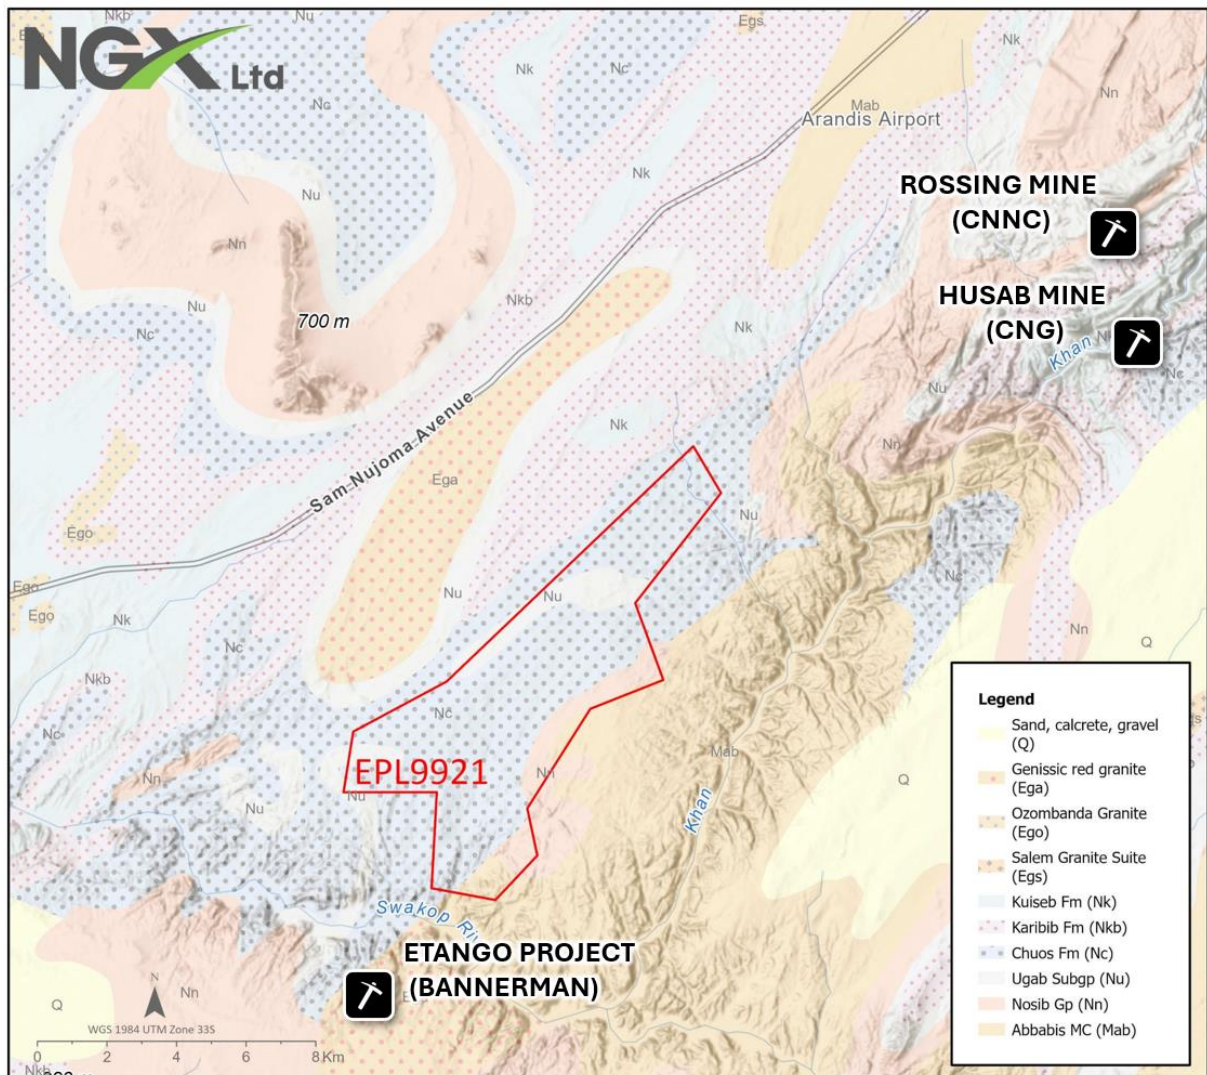 NGX Ltd
Nkb
Nu
Egs
Nk
Nk
Nc
Nn
Nc
Mab
Arandis Airport
Nk
ROSSING MINE
(CNNC)
Nu
Nn
HUSAB MINE
(CNG)
Nu
Nkb
700 m
Nk
Nc
Khan
Nc
Nu
Sam Nujoma Avenue
Nk
Nn
Ega
Nu
Ego
Nc
Ego
Nu
Nu
Ego
Nk
Nn
Q
Nc
Nkb
Nc
Nc
Mab
Nn
EPL9921
Nn
Q
Nu
Nu
Khan
Swakop Riv
ETANGO PROJECT
(BANNERMAN)
Q
Nn
N
WGS 1984 UTM Zone 33S
0 2 4 6 8 Km
Nkb
Legend
Sand, calcrete, gravel
(Q)
Genissic red granite
(Ega)
Ozombanda Granite
(Ego)
Salem Granite Suite
(Egs)
Kuiseb Fm (Nk)
Karibib Fm (Nkb)
Chuos Fm (Nc)
Ugab Subgp (Nu)
Nosib Gp (Nn)
Abbabis MC (Mab)